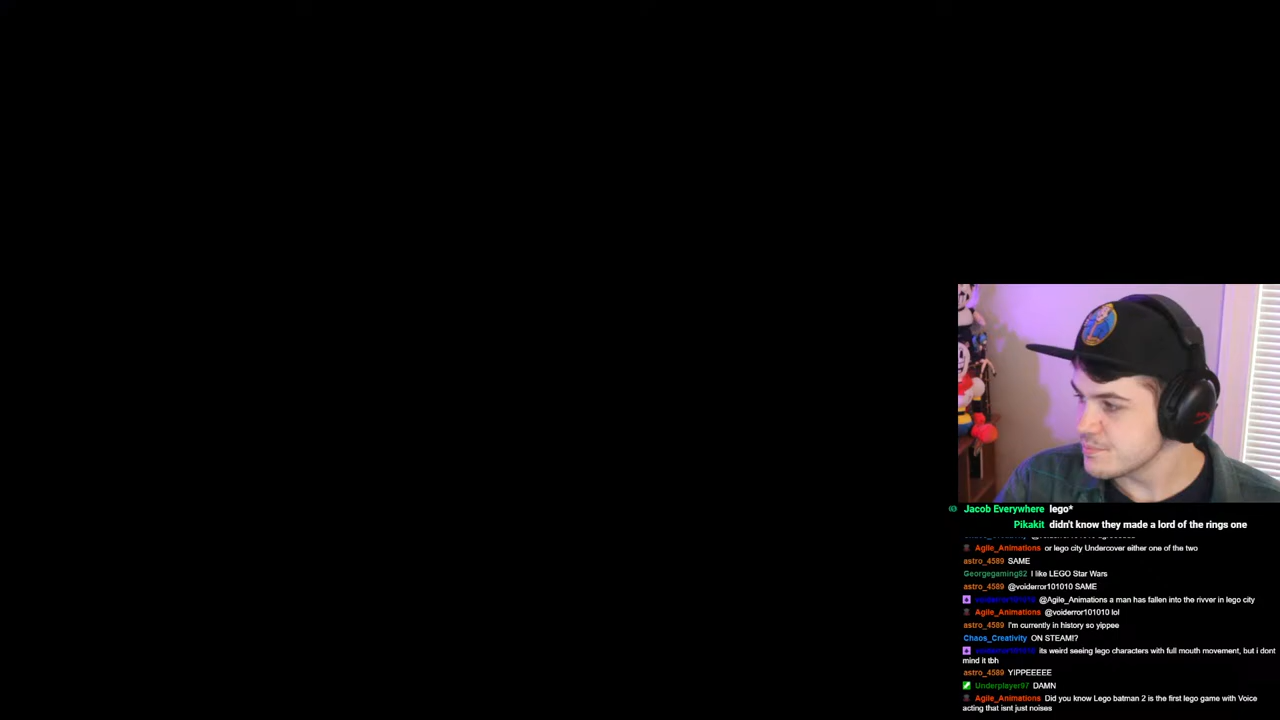 Jacob Everywhere lego*
Pikakit didn't know they made a lord of the rings one
Agile_Animations or lego city Undercover either one of the two
astro_4589 SAME
Georgegaming82 I like LEGO Star Wars
astro_4589 @voiderror101010 SAME
voiderror101010 @Agile_Animations a man has fallen into the rivver in lego city
Agile_Animations @voiderror101010 lol
astro_4589 I'm currently in history so yippee
Chaos_Creativity ON STEAM!?
voiderror101010 its weird seeing lego characters with full mouth movement, but i dont
mind it tbh
astro_4589 YIPPEEEEE
Underplayer97 DAMN
Agile_Animations Did you know Lego batman 2 is the first lego game with Voice
acting that isnt just noises